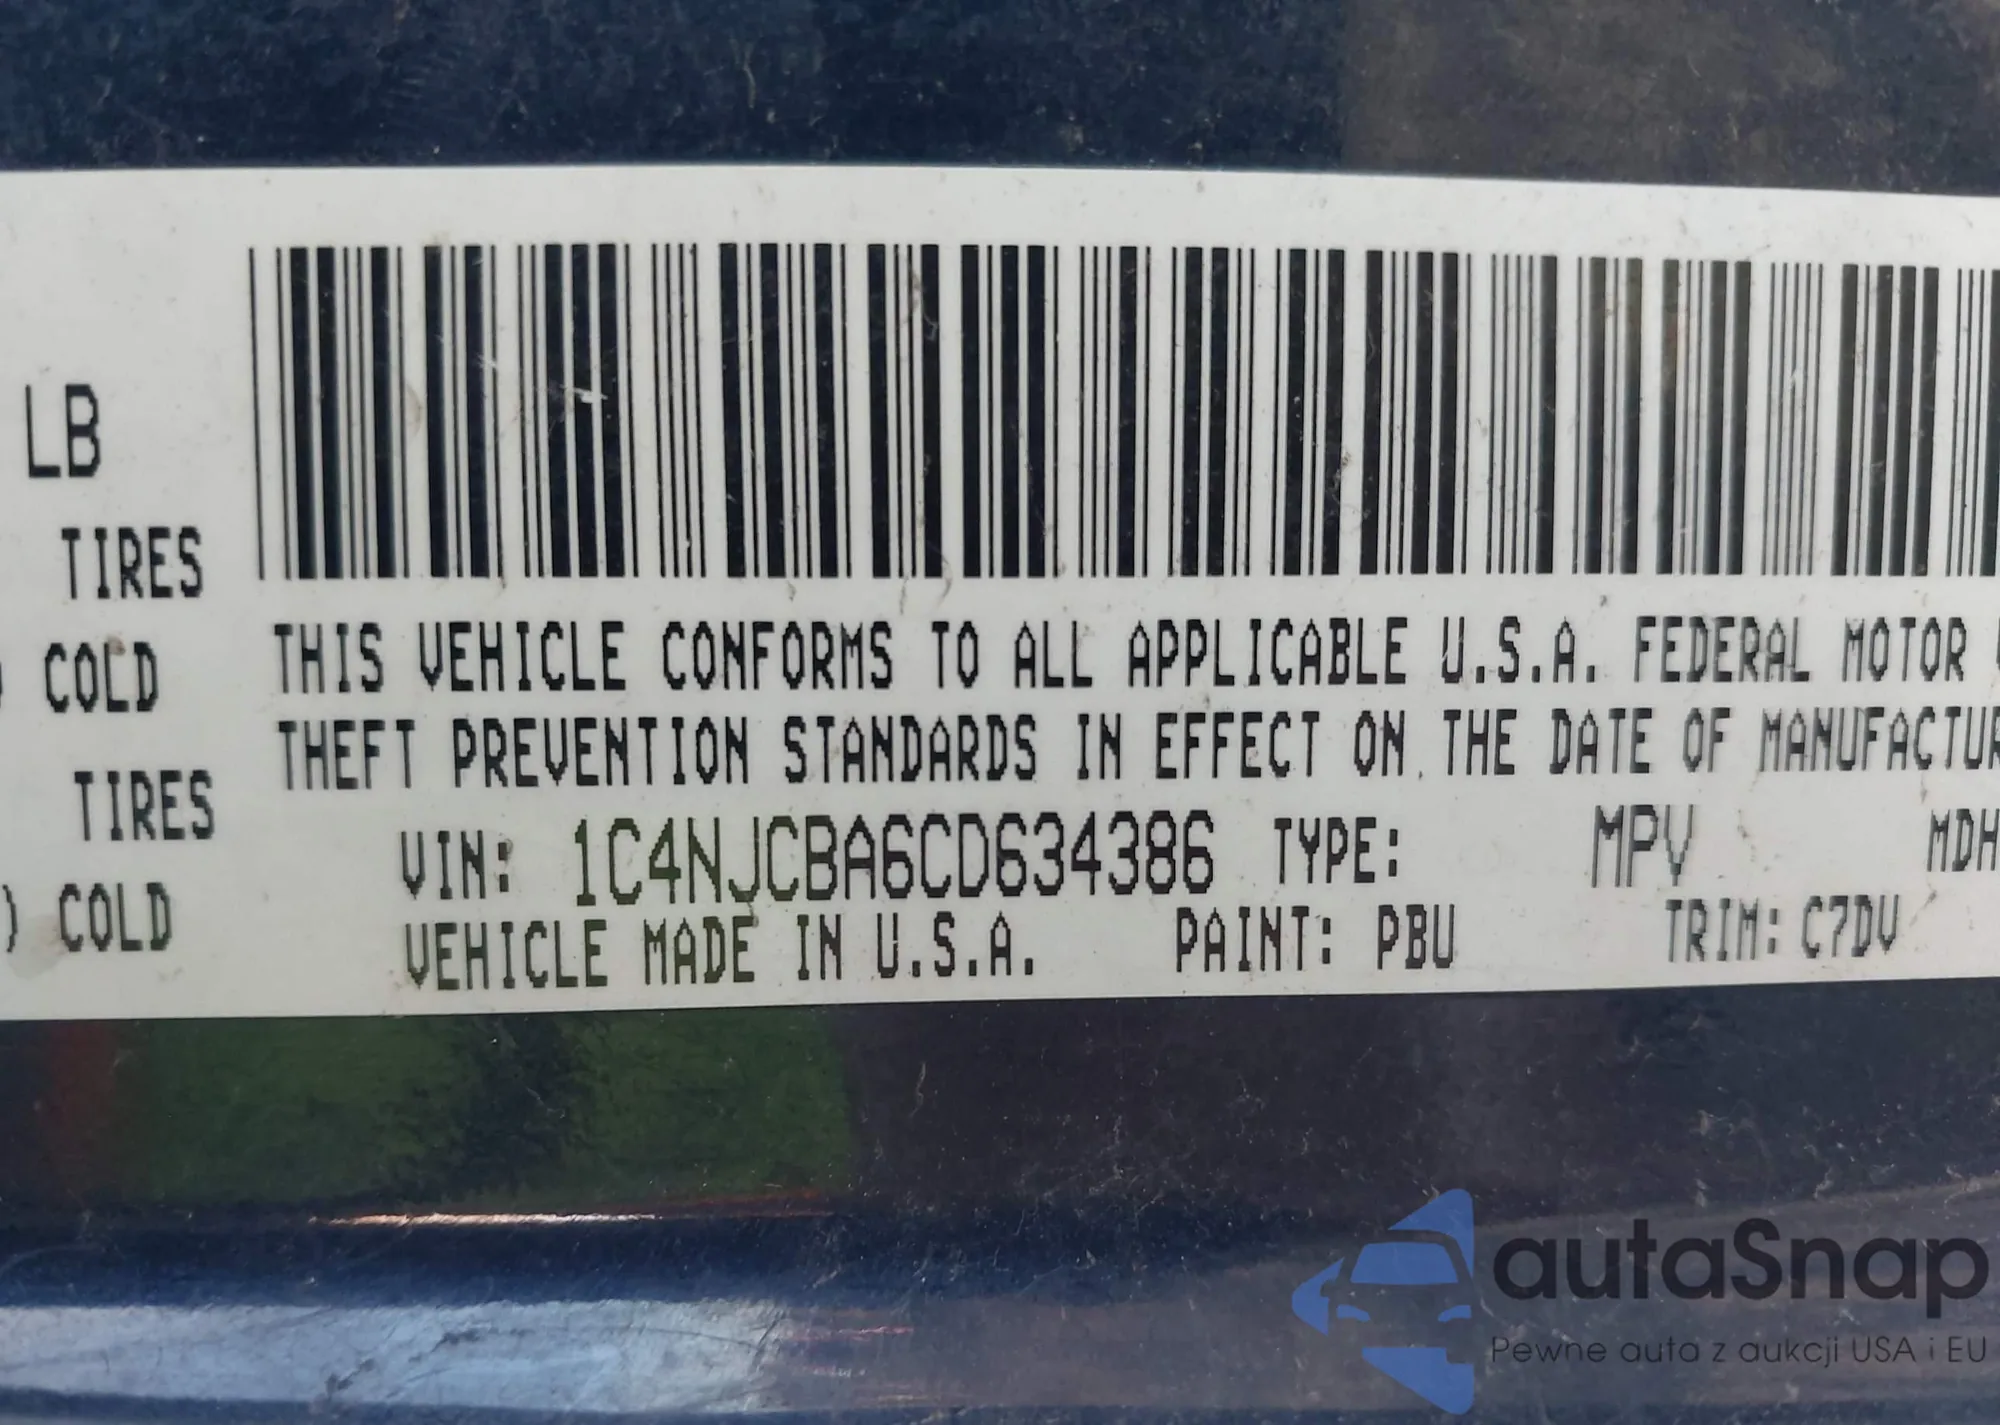 LB
TIRES
COLD
TIRES
) COLD
THIS VEHICLE CONFORMS TO ALL APPLICABLE U.S.A. FEDERAL MOTOR
THEFT PREVENTION STANDARDS IN EFFECT ON THE DATE OF MANUFACTUR
VIN: 1C4NJCBA6CD634386 TYPE: MPV MDH
VEHICLE MADE IN U.S.A. PAINT: PBU TRIM: C7DV
autaSnap
Pewne auta z aukcji USA i EU